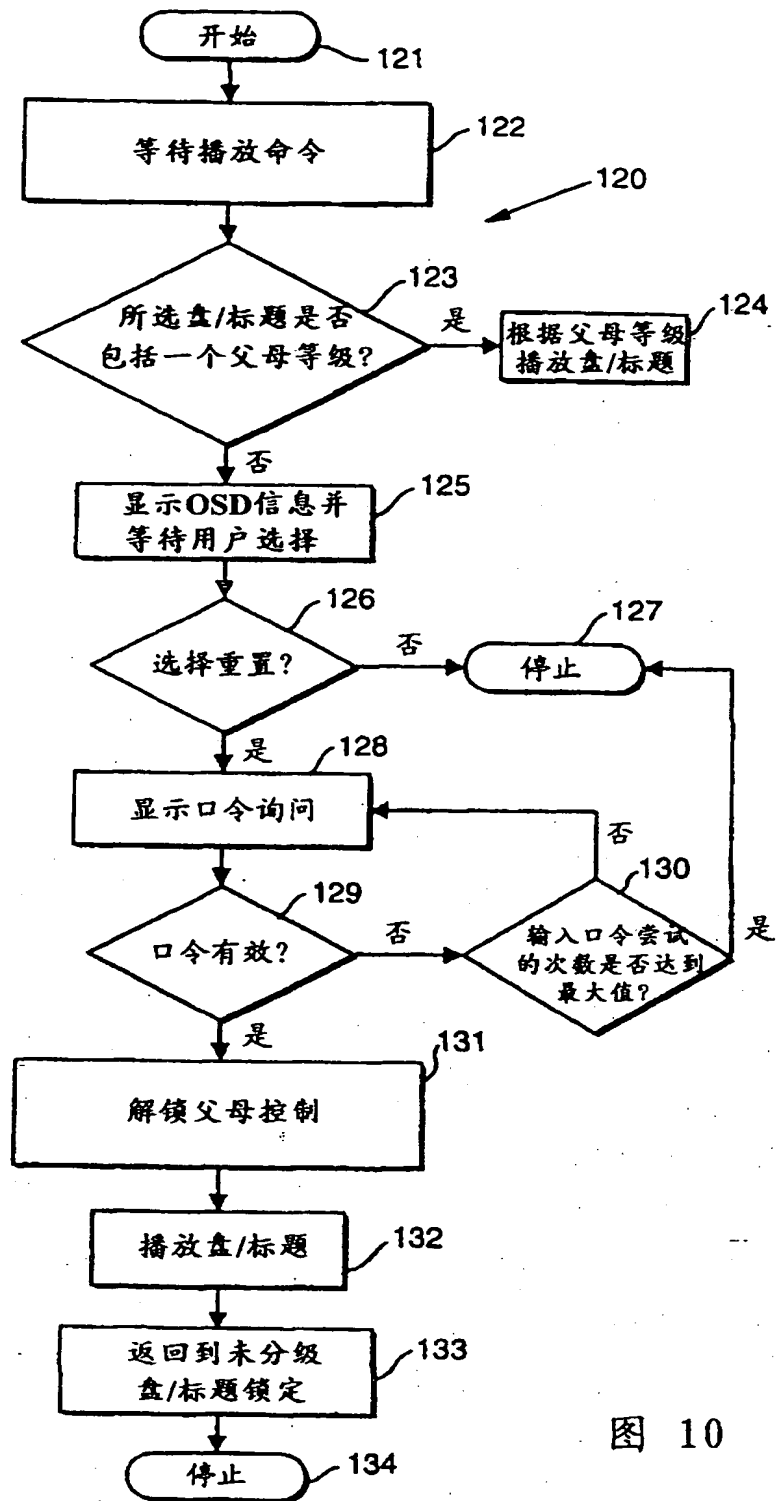 开始
121
122
等待播放命令
120
123
所选盘/标题是否
包括一个父母等级?
是
124
根据父母等级
播放盘/标题
否
125
显示OSD信息并
等待用户选择
126
选择重置?
否
127
停止
是
128
显示口令询问
否
129
130
口令有效?
否
输入口令尝试
的次数是否达到
最大值?
是
是
131
解锁父母控制
播放盘/标题
132
返回到未分级
盘/标题锁定
133
停止
134
图 10